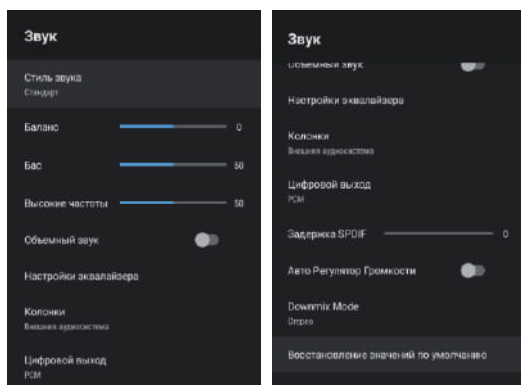 Звук
Стиль звука
Стандарт
Баланс 0
Бас 50
Высокие частоты 50
Объемный звук
Настройки эквалайзера
Колонки
Внешняя аудиосистема
Цифровой выход
PCM
Звук
Объемный звук
Настройки эквалайзера
Колонки
Внешняя аудиосистема
Цифровой выход
PCM
Задержка SPDIF 0
Авто Регулятор Громкости
Downmix Mode
Стерео
Восстановление значений по умолчанию